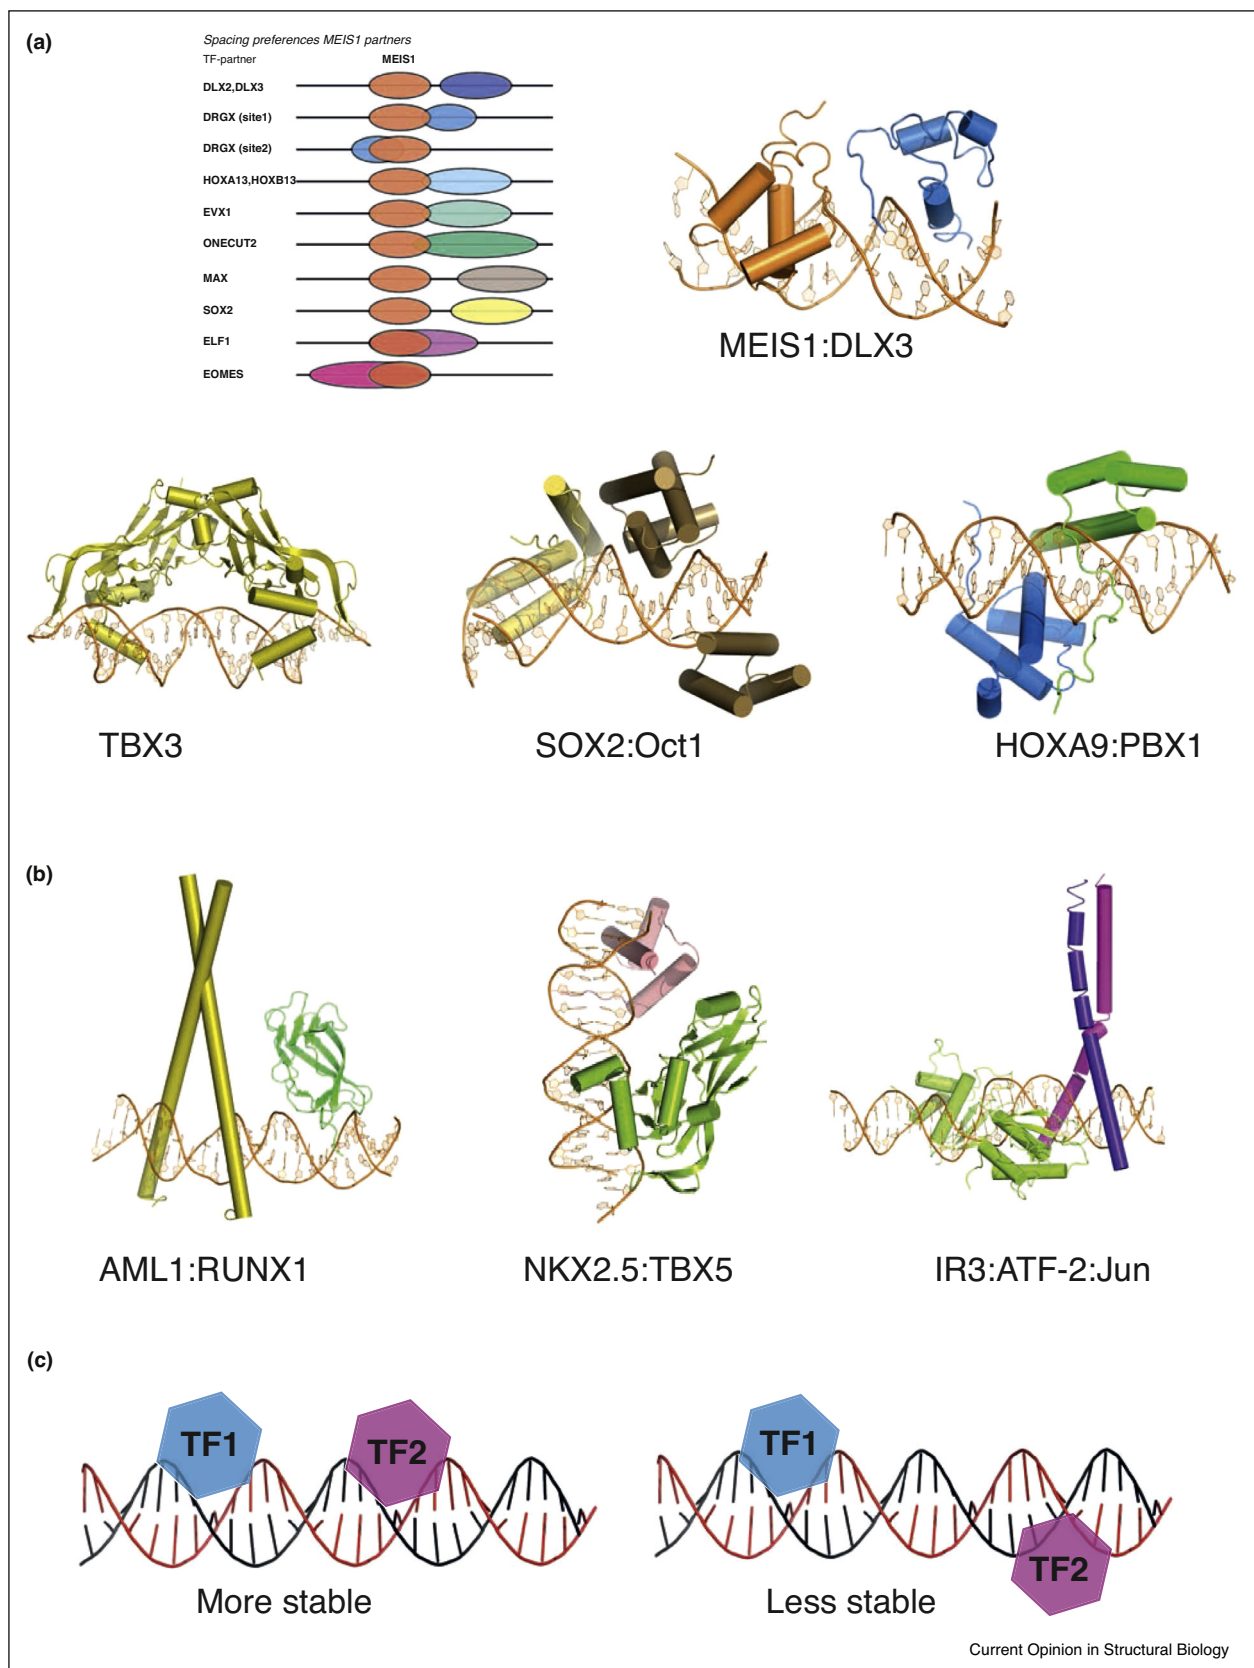 (a)
Spacing preferences MEIS1 partners
TF-partner MEIS1
DLX2,DLX3
DRGX (site1)
DRGX (site2)
HOXA13,HOXB13
EVX1
ONECUT2
MAX
SOX2
ELF1
EOMES
MEIS1:DLX3
TBX3 SOX2:Oct1 HOXA9:PBX1
(b)
AML1:RUNX1 NKX2.5:TBX5 IR3:ATF-2:Jun
(c)
TF1 TF2 TF1
TF2
More stable Less stable
Current Opinion in Structural Biology